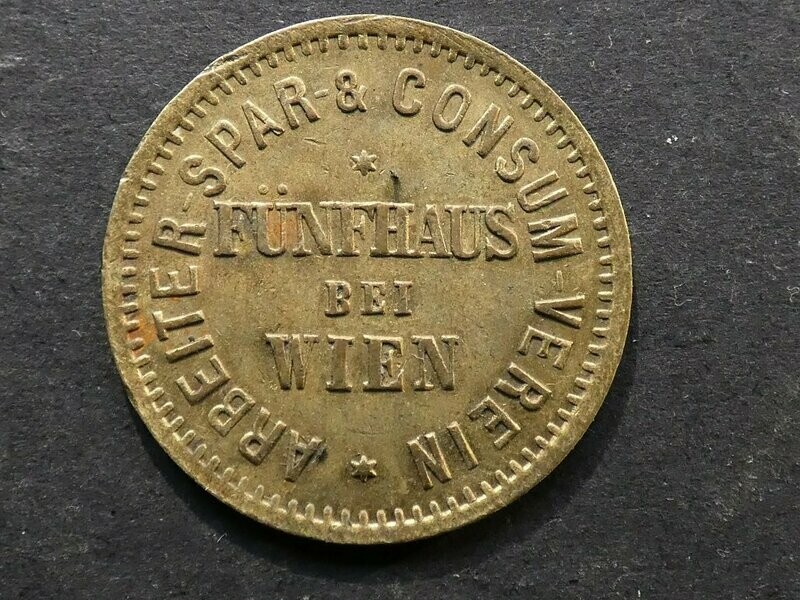 ARBEITER-SPAR-& CONSUM-VEREIN
FÜNFHAUS
BEI
WIEN